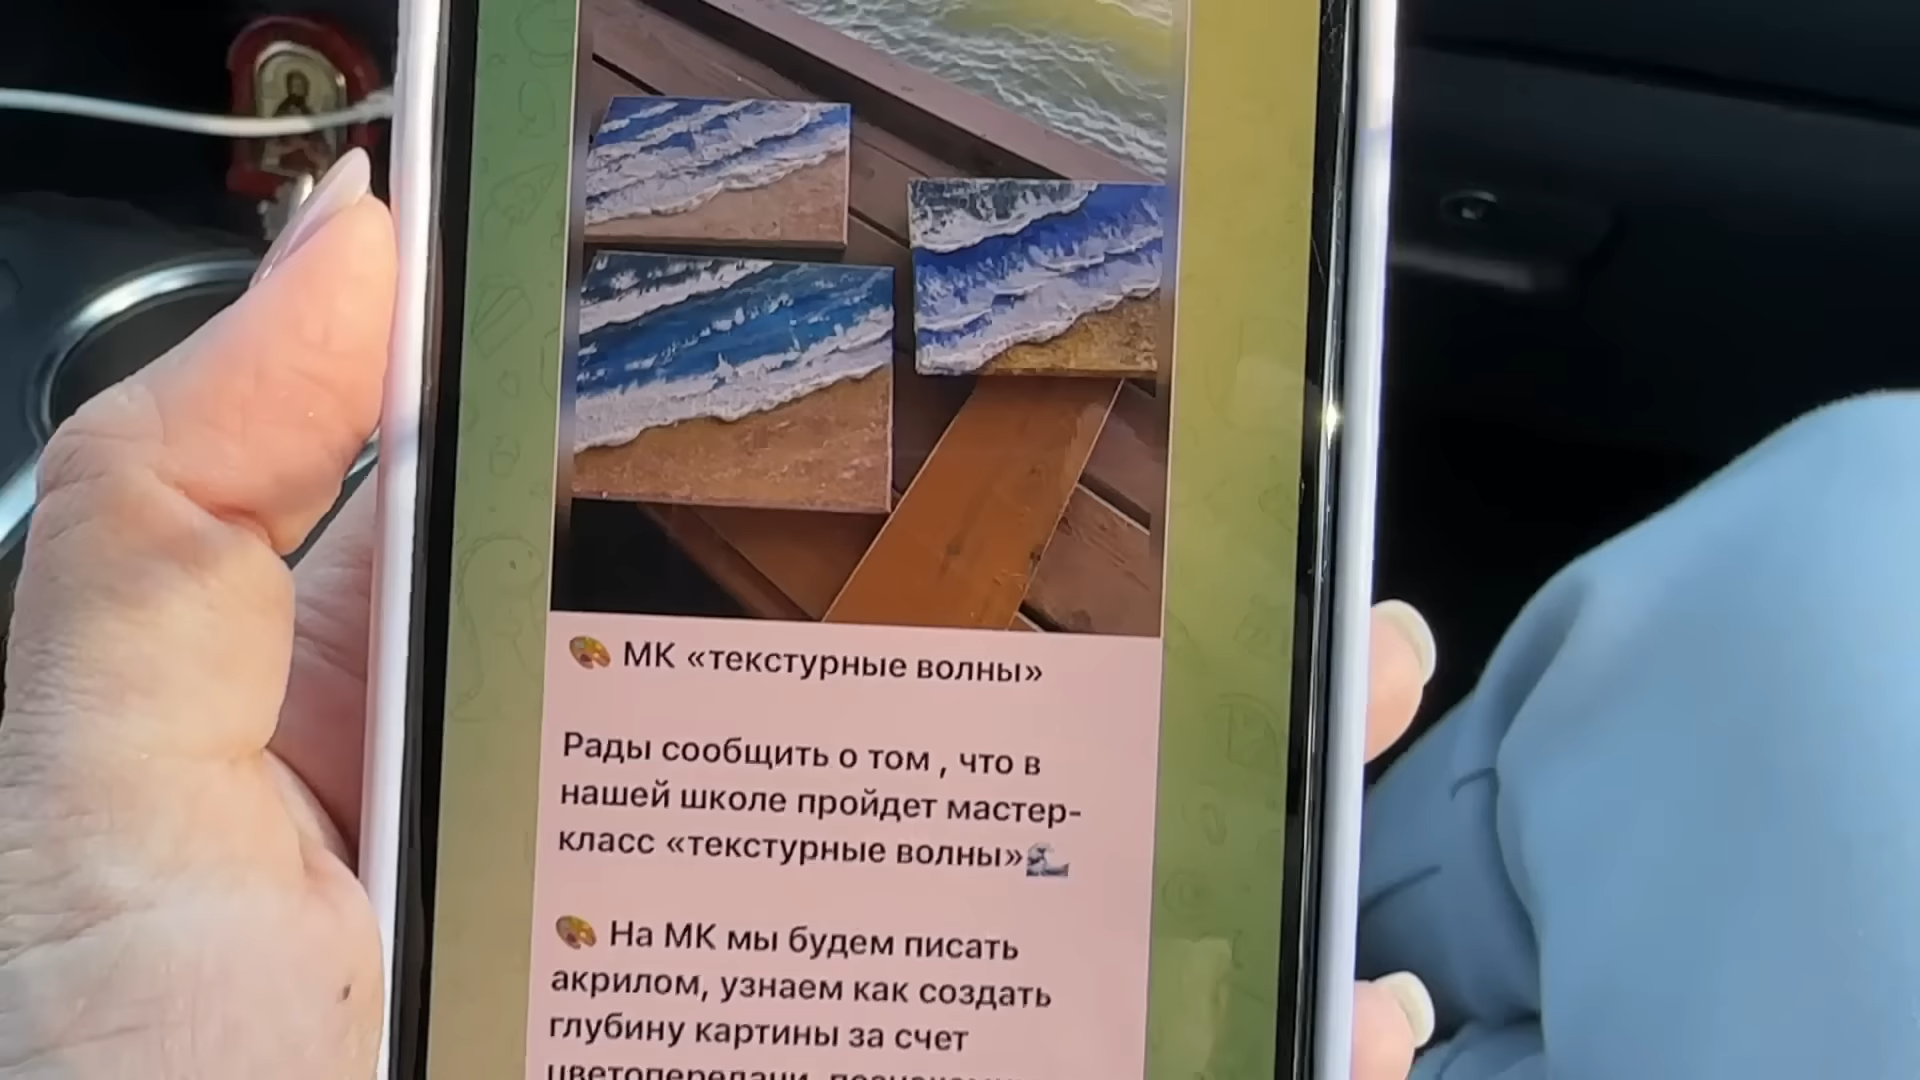 🎨 МК «текстурные волны»
Рады сообщить о том , что в
нашей школе пройдет мастер-
класс «текстурные волны»🌊
🎨 На МК мы будем писать
акрилом, узнаем как создать
глубину картины за счет
цветопередачи,